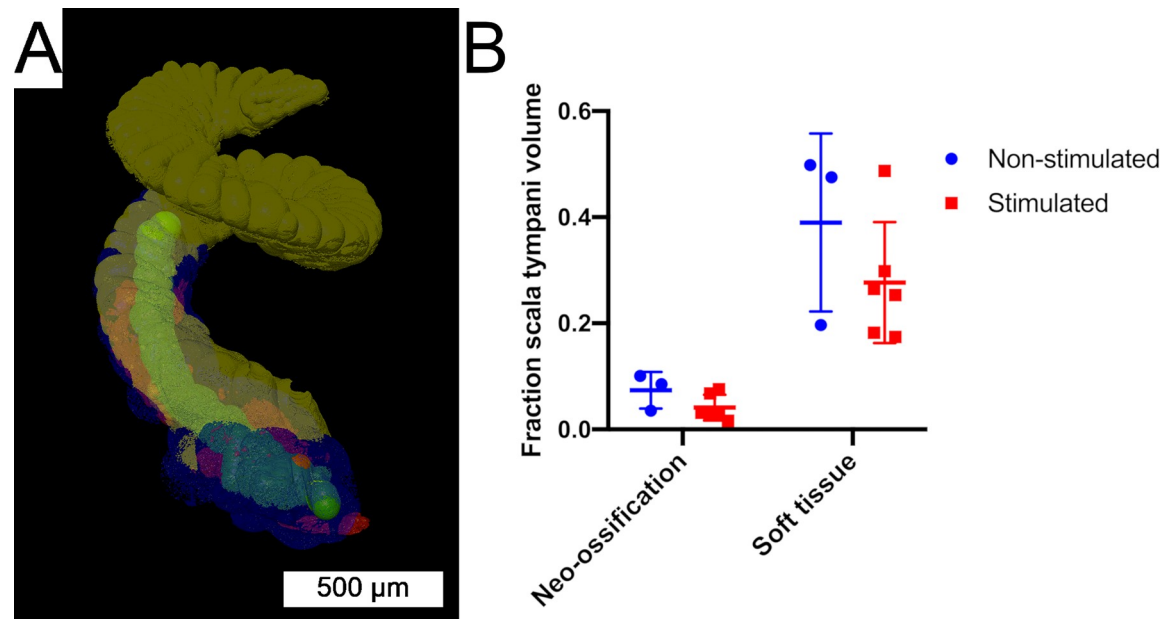 A
500 µm
B
Fraction scala tympani volume
0.6
0.4
0.2
0.0
Neo-ossification
Soft tissue
Non-stimulated
Stimulated